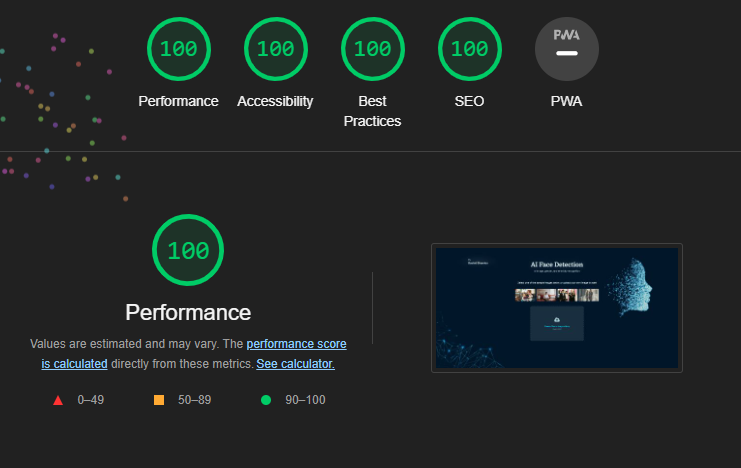 100
100
100
100
PWA
Performance
Accessibility
Best
Practices
SEO
PWA
100
Performance
Values are estimated and may vary. The performance score
is calculated directly from these metrics. See calculator.
0–49
50–89
90–100
AI Face Detection